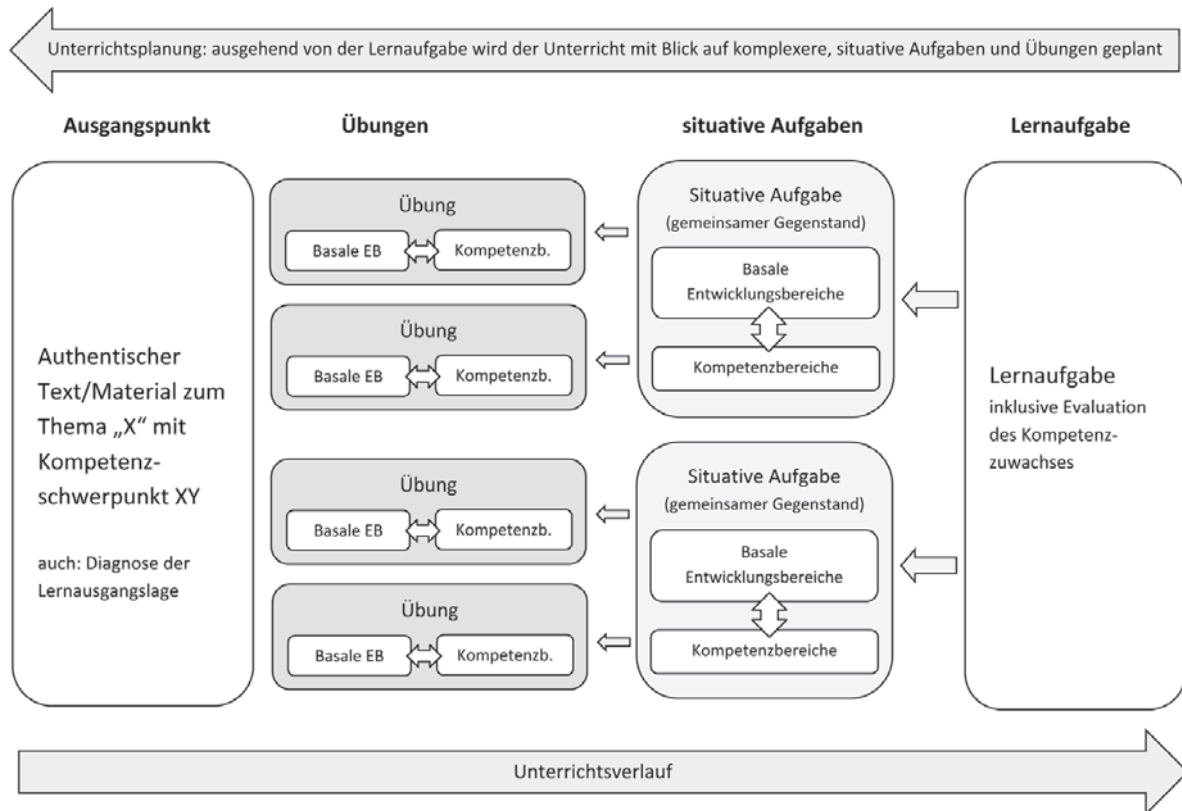 Unterrichtsplanung: ausgehend von der Lernaufgabe wird der Unterricht mit Blick auf komplexere, situative Aufgaben und Übungen geplant
Ausgangspunkt
Übungen
situative Aufgaben
Lernaufgabe
Authentischer
Text/Material zum
Thema „X“ mit
Kompetenz-
schwerpunkt XY
auch: Diagnose der
Lernausgangslage
Übung
Basale EB
Kompetenzb.
Übung
Basale EB
Kompetenzb.
Übung
Basale EB
Kompetenzb.
Übung
Basale EB
Kompetenzb.
Situative Aufgabe
(gemeinsamer Gegenstand)
Basale
Entwicklungsbereiche
Kompetenzbereiche
Situative Aufgabe
(gemeinsamer Gegenstand)
Basale
Entwicklungsbereiche
Kompetenzbereiche
Lernaufgabe
inklusive Evaluation
des Kompetenz-
zuwachses
Unterrichtsverlauf